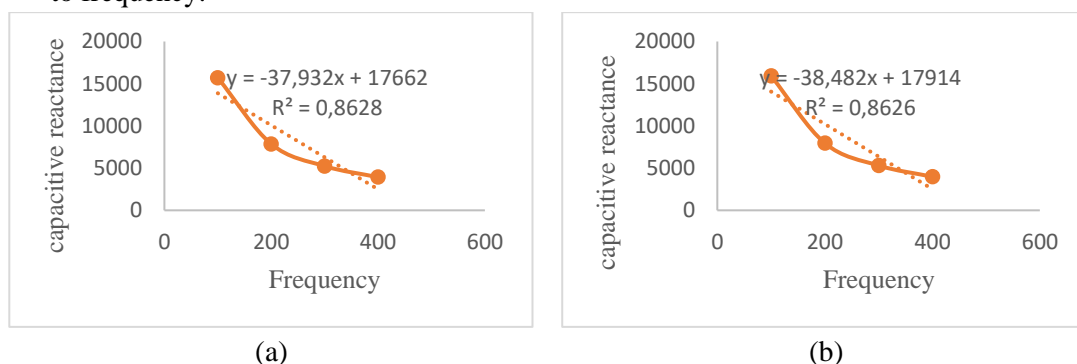 to frequency.
20000
15000
10000
5000
0
0 200 400 600
capacitive reactance
Frequency
y = -37,932x + 17662
R² = 0,8628
(a)
20000
15000
10000
5000
0
0 200 400 600
capacitive reactance
Frequency
y = -38,482x + 17914
R² = 0,8626
(b)